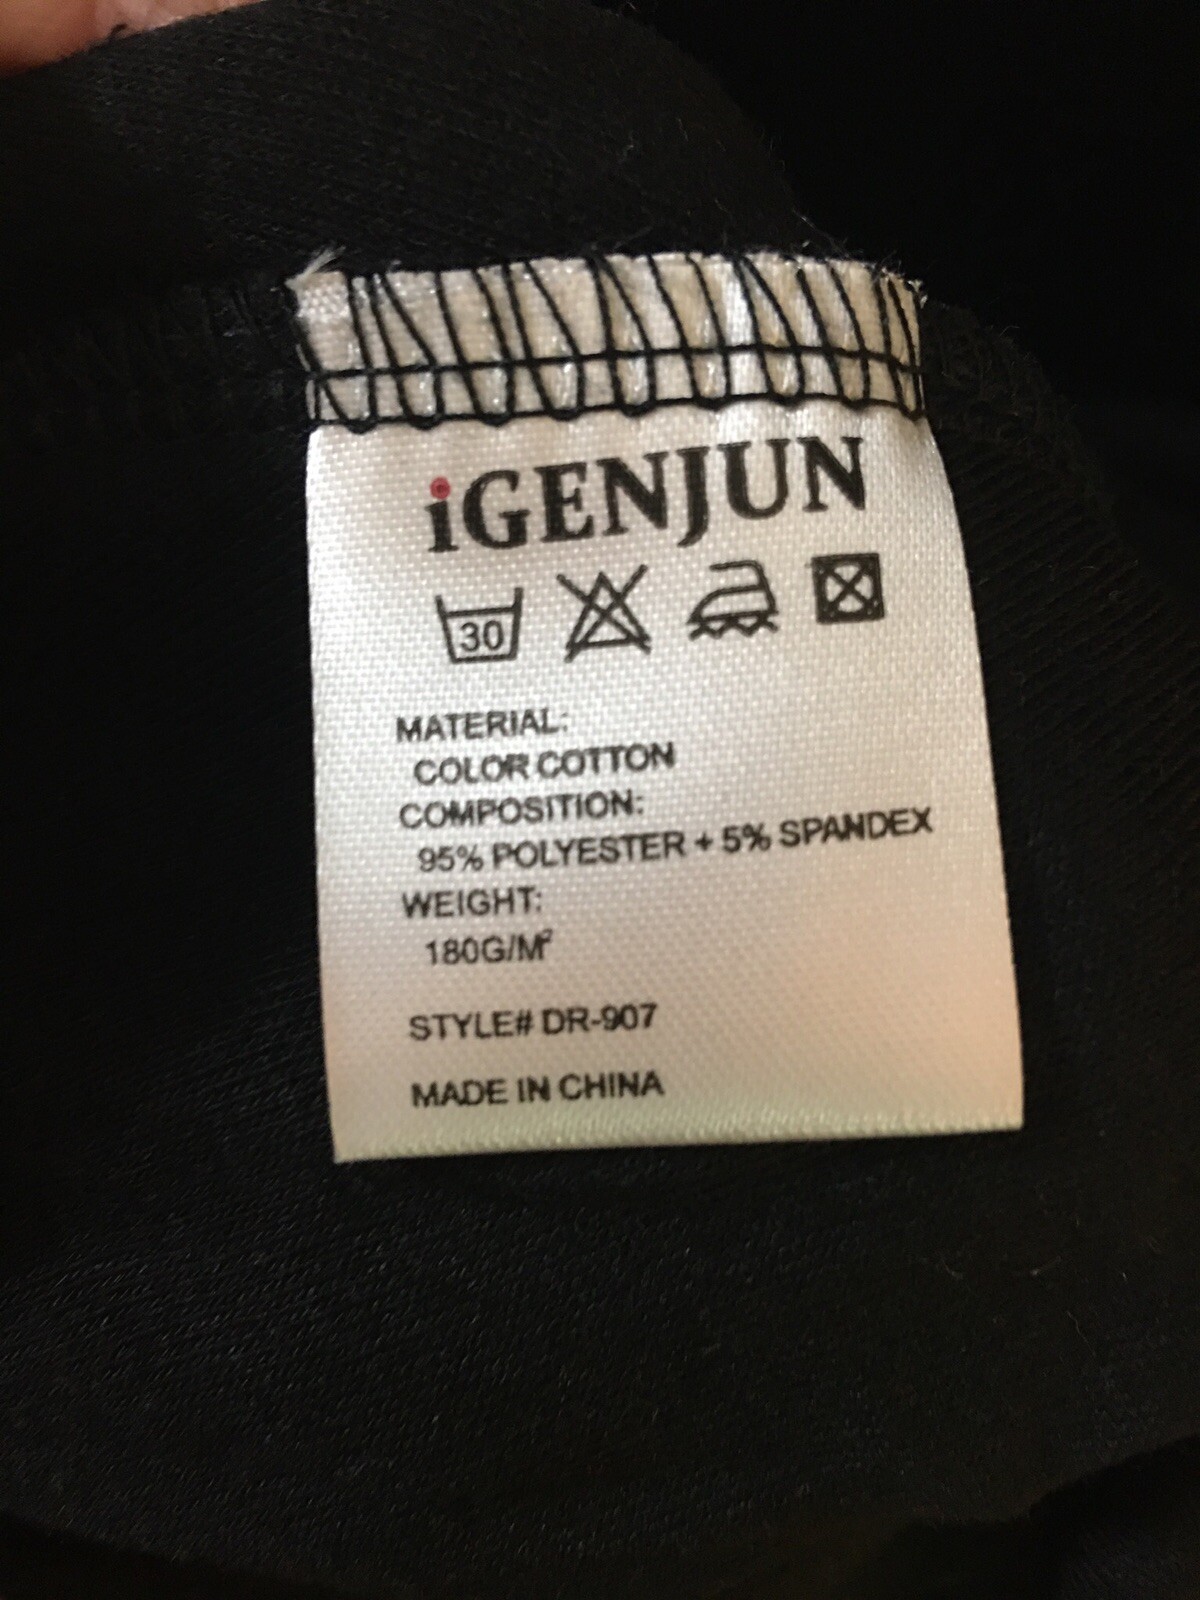 iGENJUN
30
MATERIAL:
COLOR COTTON
COMPOSITION:
95% POLYESTER + 5% SPANDEX
WEIGHT:
180G/M²
STYLE# DR-907
MADE IN CHINA